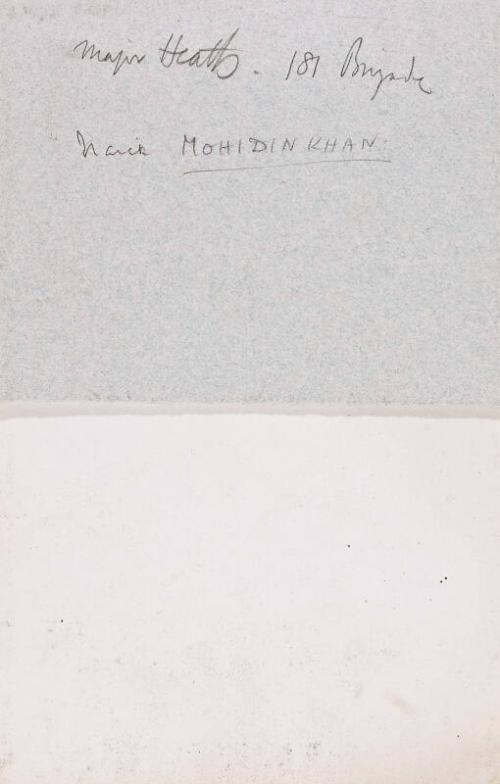 Major Heath. 181 Brigade
Naick MOHIDIN KHAN.